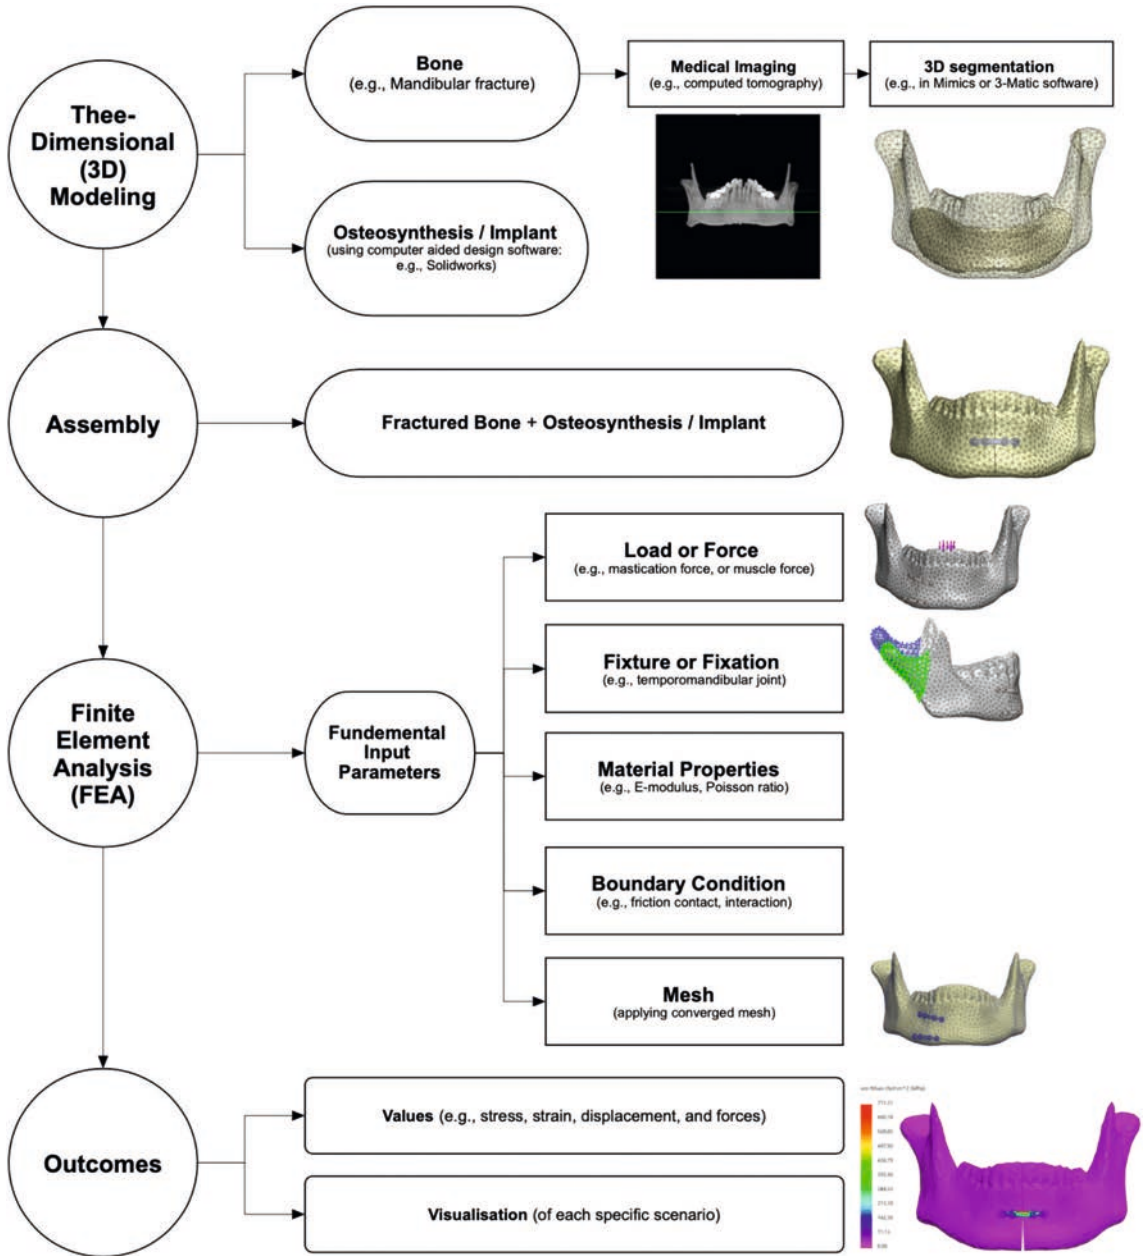 Thee-
Dimensional
(3D)
Modeling
Bone
(e.g., Mandibular fracture)
Medical Imaging
(e.g., computed tomography)
3D segmentation
(e.g., in Mimics or 3-Matic software)
Osteosynthesis / Implant
(using computer aided design software:
e.g., Solidworks)
Assembly
Fractured Bone + Osteosynthesis / Implant
Finite
Element
Analysis
(FEA)
Fundemental
Input
Parameters
Load or Force
(e.g., mastication force, or muscle force)
Fixture or Fixation
(e.g., temporomandibular joint)
Material Properties
(e.g., E-modulus, Poisson ratio)
Boundary Condition
(e.g., friction contact, interaction)
Mesh
(applying converged mesh)
Outcomes
Values (e.g., stress, strain, displacement, and forces)
Visualisation (of each specific scenario)